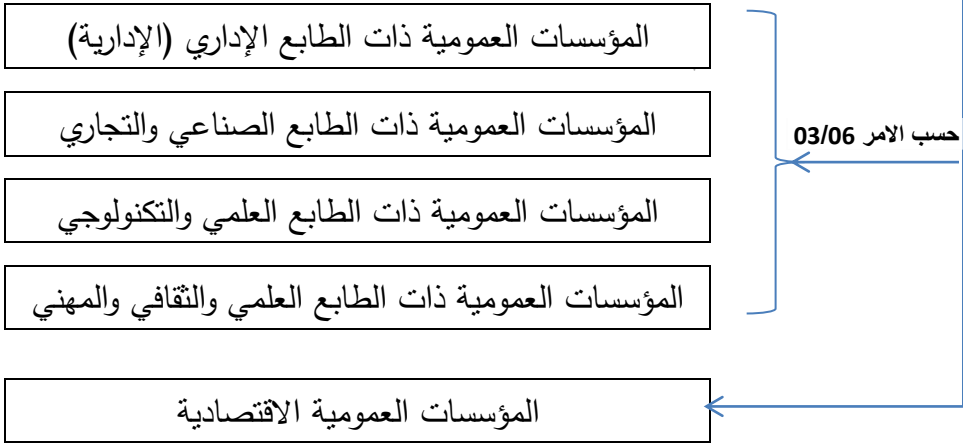 المؤسسات العمومية ذات الطابع الإداري (الإدارية)
المؤسسات العمومية ذات الطابع الصناعي والتجاري
حسب الامر 03/06
المؤسسات العمومية ذات الطابع العلمي والتكنولوجي
المؤسسات العمومية ذات الطابع العلمي والثقافي والمهني
المؤسسات العمومية الاقتصادية